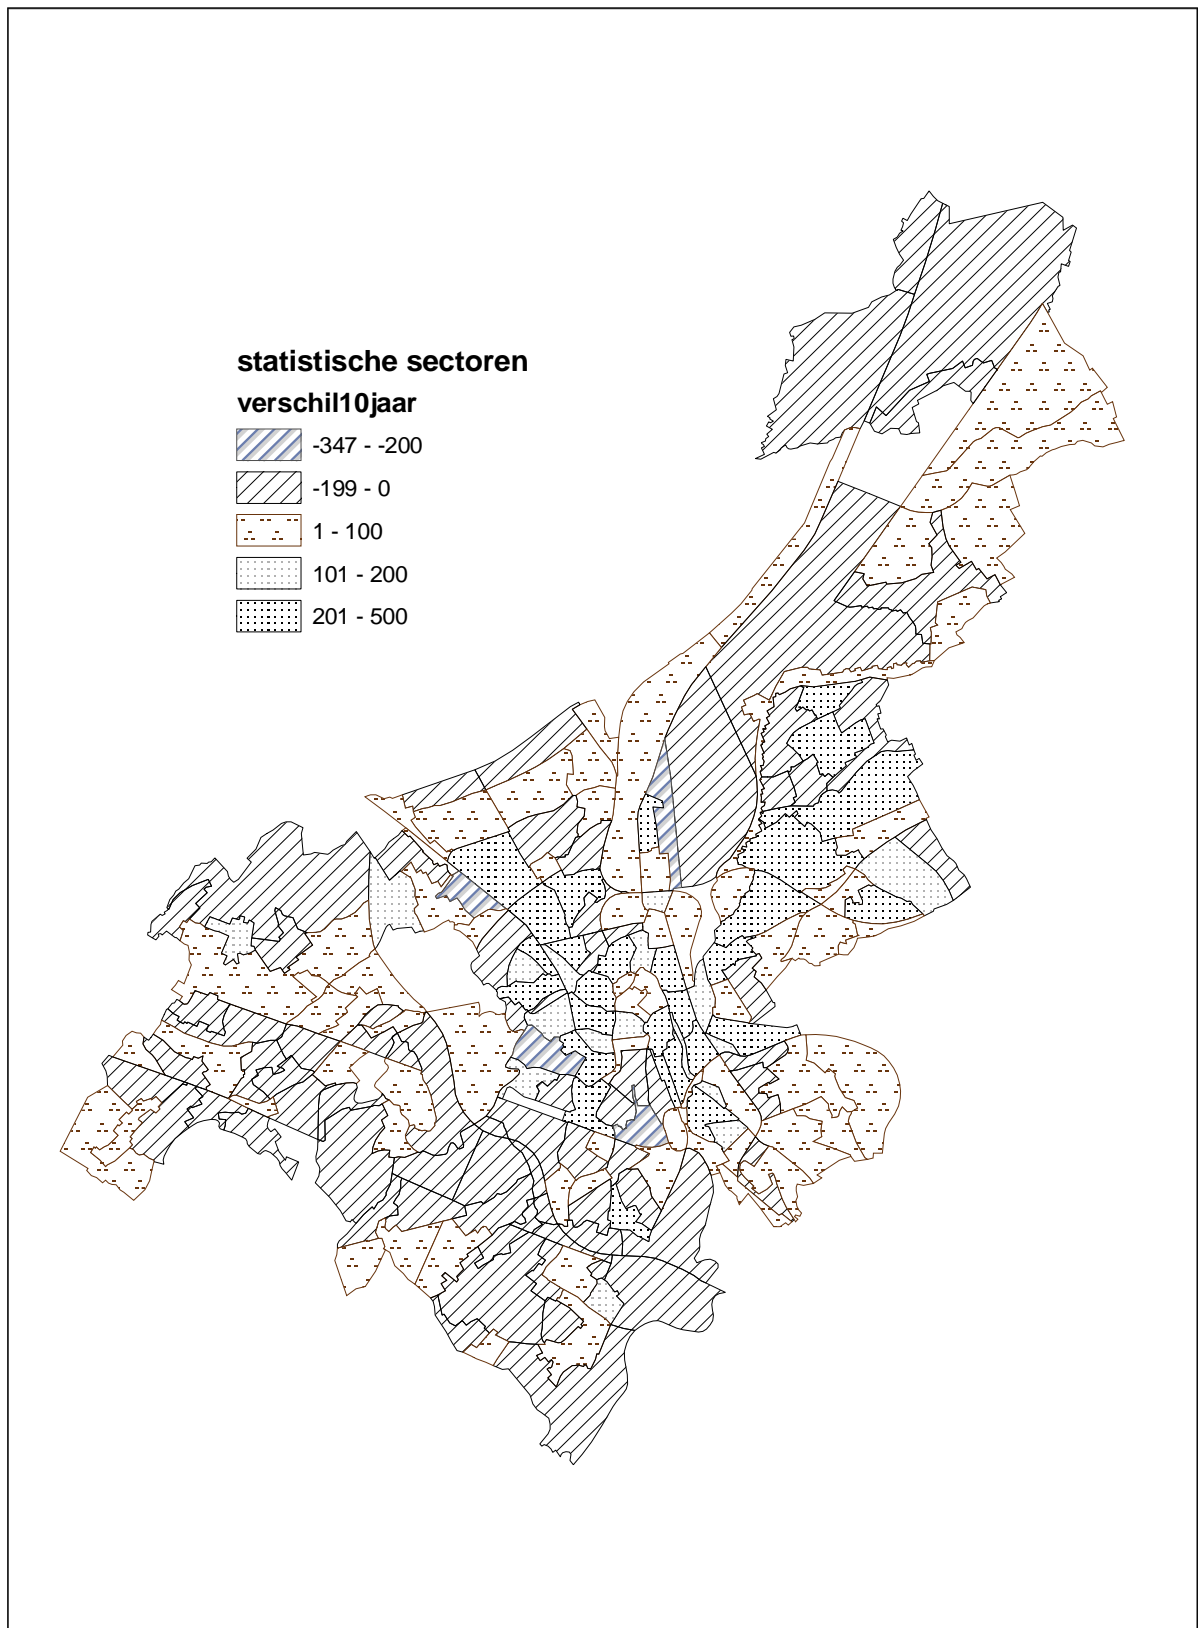 statistische sectoren
verschil10jaar
-347 - -200
-199 - 0
1 - 100
101 - 200
201 - 500